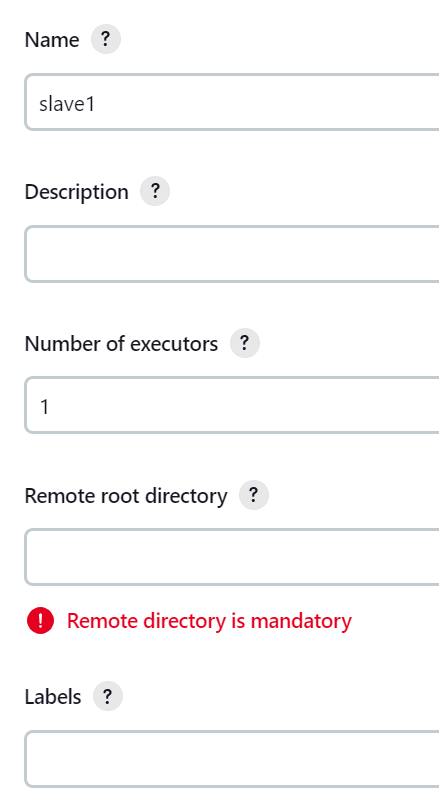 Name ?
slave1
Description ?
Number of executors ?
1
Remote root directory ?
! Remote directory is mandatory
Labels ?